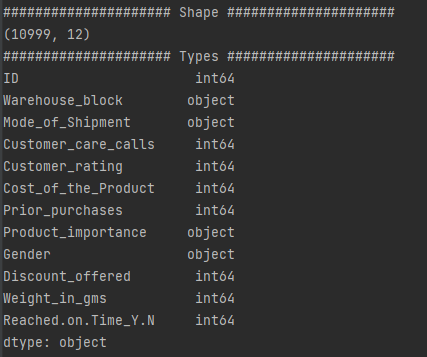 ##################### Shape #####################
(10999, 12)
##################### Types #####################
ID                      int64
Warehouse_block        object
Mode_of_Shipment       object
Customer_care_calls     int64
Customer_rating         int64
Cost_of_the_Product     int64
Prior_purchases         int64
Product_importance     object
Gender                 object
Discount_offered        int64
Weight_in_gms           int64
Reached.on.Time_Y.N     int64
dtype: object